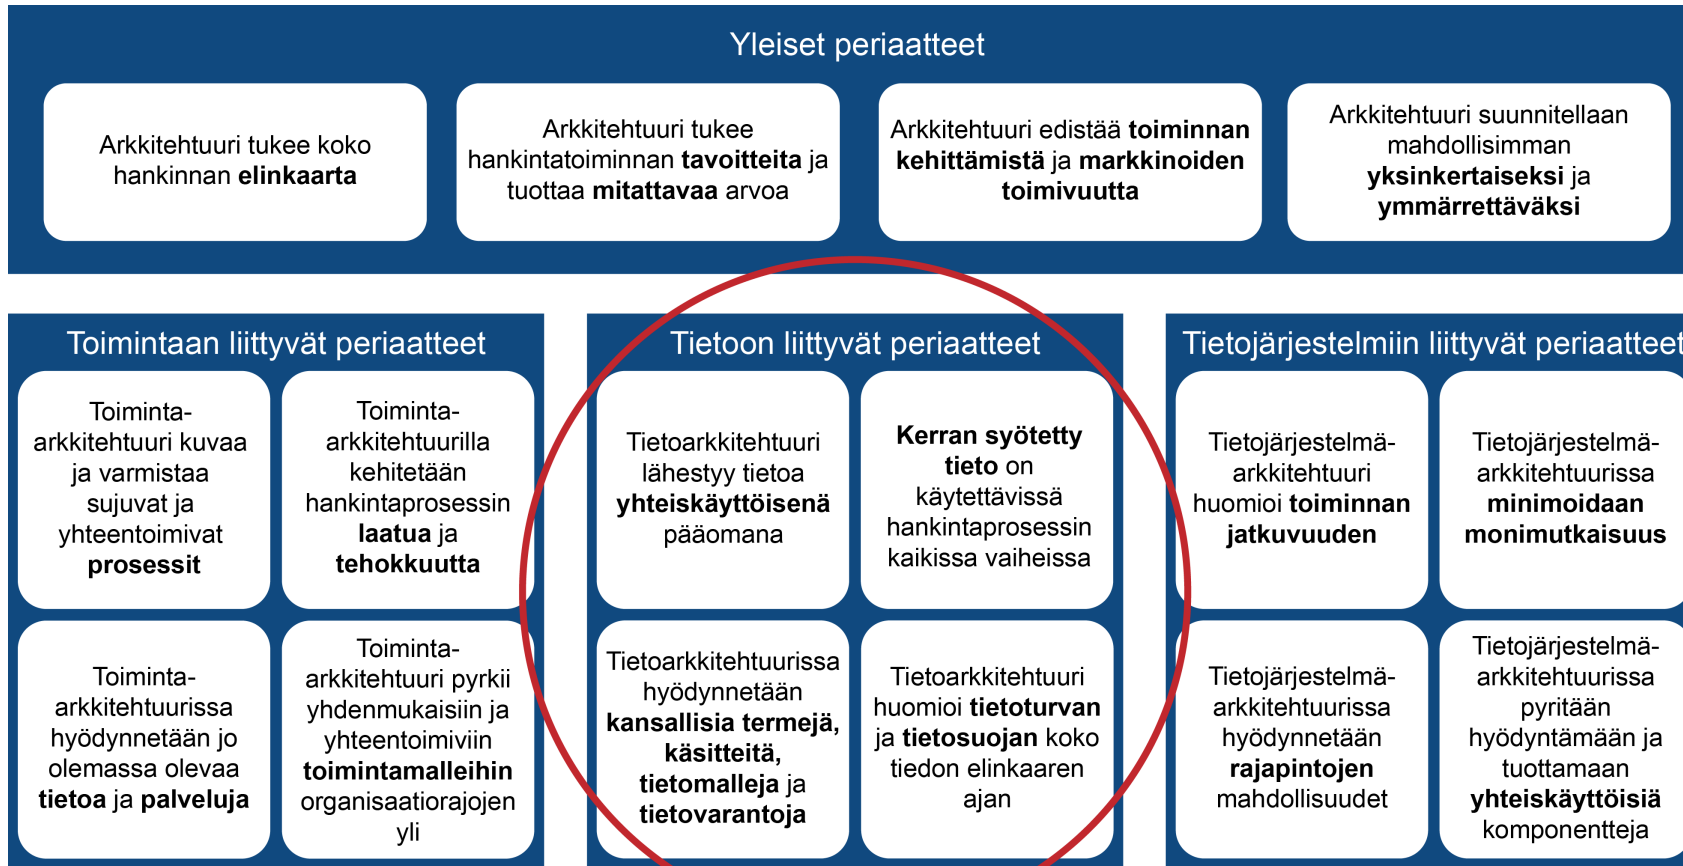 Yleiset periaatteet
Arkkitehtuuri tukee koko
hankinnan elinkaarta
Arkkitehtuuri tukee
hankintatoiminnan tavoitteita ja
tuottaa mitattavaa arvoa
Arkkitehtuuri edistää toiminnan
kehittämistä ja markkinoiden
toimivuutta
Arkkitehtuuri suunnitellaan
mahdollisimman
yksinkertaiseksi ja
ymmärrettäväksi
Toimintaan liittyvät periaatteet
Toiminta-
arkkitehtuuri kuvaa
ja varmistaa
sujuvat ja
yhteentoimivat
prosessit
Toiminta-
arkkitehtuurilla
kehitetään
hankintaprosessin
laatua ja
tehokkuutta
Toiminta-
arkkitehtuurissa
hyödynnetään jo
olemassa olevaa
tietoa ja palveluja
Toiminta-
arkkitehtuuri pyrkii
yhdenmukaisiin ja
yhteentoimiviin
toimintamalleihin
organisaatiorajojen
yli
Tietoon liittyvät periaatteet
Tietoarkkitehtuuri
lähestyy tietoa
yhteiskäyttöisenä
pääomana
Kerran syötetty
tieto on
käytettävissä
hankintaprosessin
kaikissa vaiheissa
Tietoarkkitehtuurissa
hyödynnetään
kansallisia termejä,
käsitteitä,
tietomalleja ja
tietovarantoja
Tietoarkkitehtuuri
huomioi tietoturvan
ja tietosuojan koko
tiedon elinkaaren
ajan
Tietojärjestelmiin liittyvät periaatteet
Tietojärjestelmä-
arkkitehtuuri
huomioi toiminnan
jatkuvuuden
Tietojärjestelmä-
arkkitehtuurissa
minimoidaan
monimutkaisuus
Tietojärjestelmä-
arkkitehtuurissa
hyödynnetään
rajapintojen
mahdollisuudet
Tietojärjestelmä-
arkkitehtuurissa
pyritään
hyödyntämään ja
tuottamaan
yhteiskäyttöisiä
komponentteja